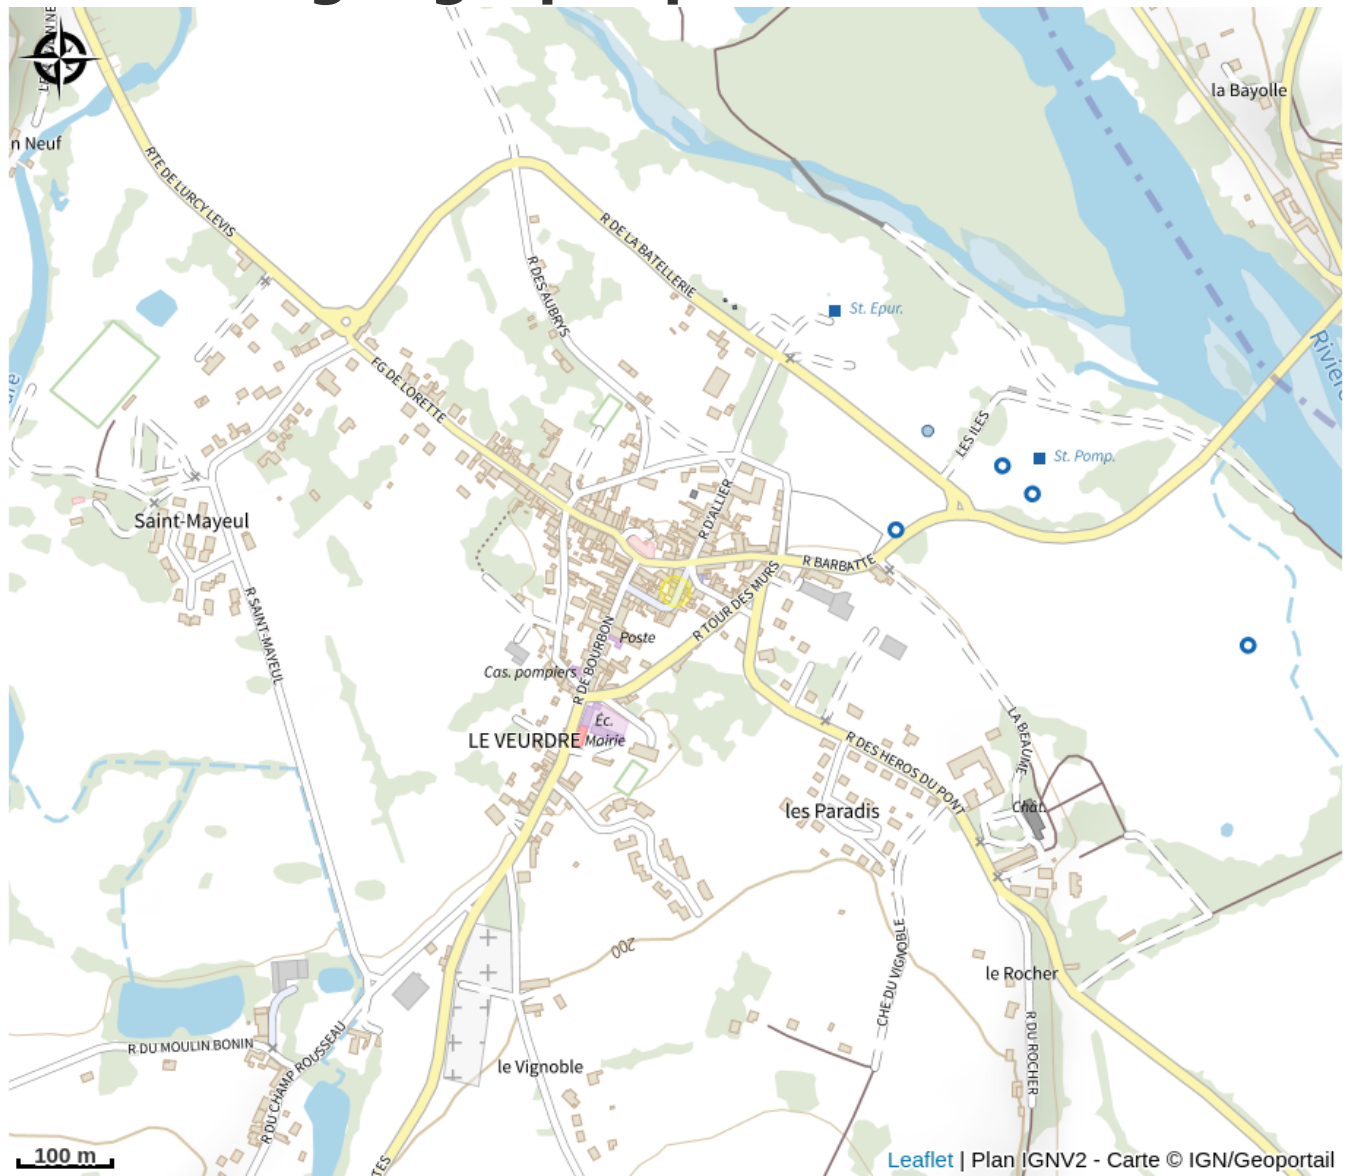 la Bayolle
n Neuf
RTE DE LURCY LEVIS
R DE LA BATELLERIE
R DES AUBRYS
St. Epur.
FG DE LORETTE
LES ILES
St. Pomp.
R D'ALLIER
Saint-Mayeul
R BARBATTE
R TOUR DES MURS
R SAINT-MAYEUL
R DE BOURBON
Poste
Cas. pompiers
Éc.
LE VEURDRE
Mairie
LA BEAUME
R DES HEROS DU PONT
les Paradis
Chât.
200
CHE DU VIGNOBLE
le Rocher
R DU ROCHER
R DU MOULIN BONIN
R DU CHAMP ROUSSEAU
le Vignoble
100 m
Leaflet | Plan IGNV2 - Carte © IGN/Geoportail